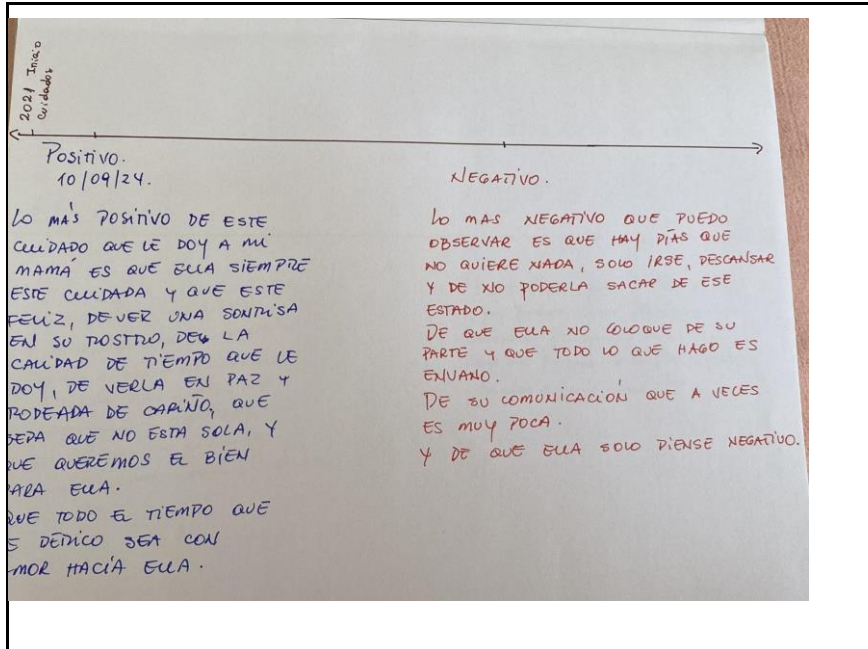 2021 Inicio
Cuidados
Positivo.
10/09/24.
LO MÁS POSITIVO DE ESTE
CUIDADO QUE LE DOY A MI
MAMÁ ES QUE ELLA SIEMPRE
ESTE CUIDADA Y QUE ESTE
FELIZ, DE VER UNA SONRISA
EN SU ROSTRO, DE LA
CALIDAD DE TIEMPO QUE LE
DOY, DE VERLA EN PAZ Y
RODEADA DE CARIÑO, QUE
SEPA QUE NO ESTA SOLA, Y
QUE QUEREMOS EL BIEN
PARA ELLA.
QUE TODO EL TIEMPO QUE
E DEDICO SEA CON
AMOR HACÍA ELLA.
NEGATIVO.
LO MAS NEGATIVO QUE PUEDO
OBSERVAR ES QUE HAY DÍAS QUE
NO QUIERE NADA, SOLO IRSE, DESCANSAR
Y DE NO PODERLA SACAR DE ESE
ESTADO.
DE QUE ELLA NO COLOQUE DE SU
PARTE Y QUE TODO LO QUE HAGO ES
ENVANO.
DE SU COMUNICACIÓN QUE A VECES
ES MUY POCA.
Y DE QUE ELLA SOLO PIENSE NEGATIVO.